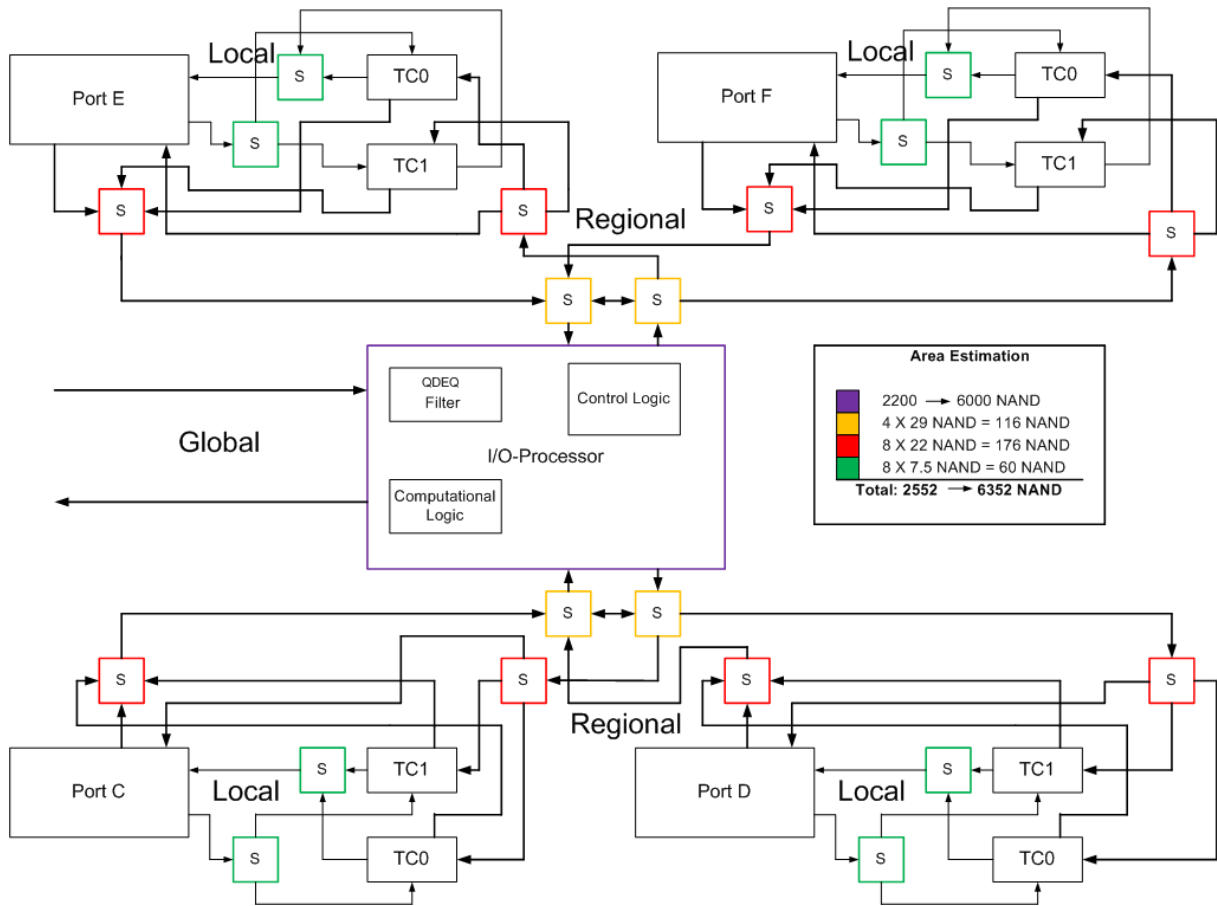 Local
S
TC0
Port E
S
TC1
S
S
Regional
Local
S
TC0
Port F
S
TC1
S
S
S
S
QDEQ
Filter
Control Logic
Global
I/O-Processor
Computational
Logic
Area Estimation
2200 → 6000 NAND
4 X 29 NAND = 116 NAND
8 X 22 NAND = 176 NAND
8 X 7.5 NAND = 60 NAND
Total: 2552 → 6352 NAND
S
S
S
S
S
S
Regional
Port C
S
TC1
Local
S
TC0
Port D
S
TC1
Local
S
TC0